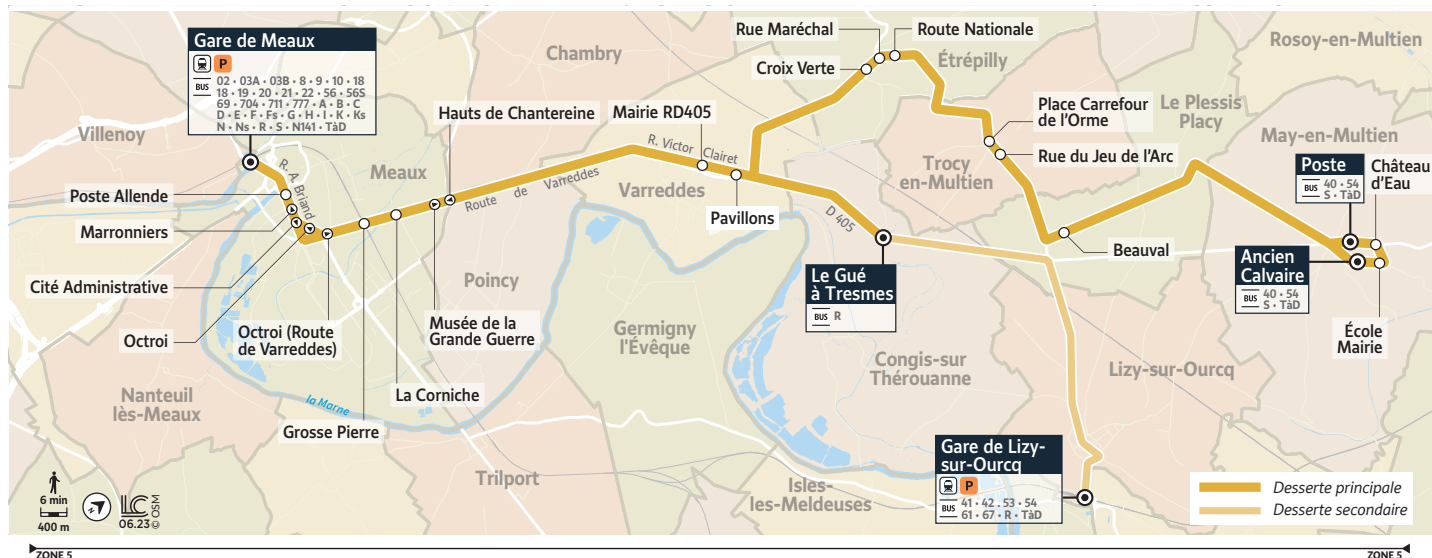 Gare de Meaux
P
BUS
02 • 03A • 03B • 8 • 9 • 10 • 18
18 • 19 • 20 • 21 • 22 • 56 • 56S
69 • 704 • 711 • 777 • A • B • C
D • E • F • Fs • G • H • I • K • Ks
N • Ns • R • S • N141 • TàD
Villenoy
Chambry
Meaux
Hauts de Chantereine
Mairie RD405
Rue Maréchal
Route Nationale
Croix Verte
Étrépilly
Rosoy-en-Multien
Place Carrefour
de l'Orme
Le Plessis
Placy
May-en-Multien
Rue du Jeu de l'Arc
Trocy
en-Multien
Poste
BUS
40 • 54
S • TàD
Château
d'Eau
R. A. Briand
Route de Varreddes
R. Victor Clairet
Varreddes
D 405
Poste Allende
Marronniers
Cité Administrative
Octroi
Octroi (Route
de Varreddes)
Poincy
Musée de la
Grande Guerre
Pavillons
Le Gué
à Tresmes
BUS
R
Beauval
Ancien
Calvaire
BUS
40 • 54
S • TàD
École
Mairie
Germigny
l'Évêque
Congis-sur
Thérouanne
Lizy-sur-Ourcq
Nanteuil
lès-Meaux
la Marne
La Corniche
Grosse Pierre
Trilport
Isles-
les-Meldeuses
Gare de Lizy-
sur-Ourcq
P
BUS
41 • 42 • 53 • 54
61 • 67 • R • TàD
Desserte principale
Desserte secondaire
6 min
400 m
LC
06.23
© OSM
ZONE 5
ZONE 5